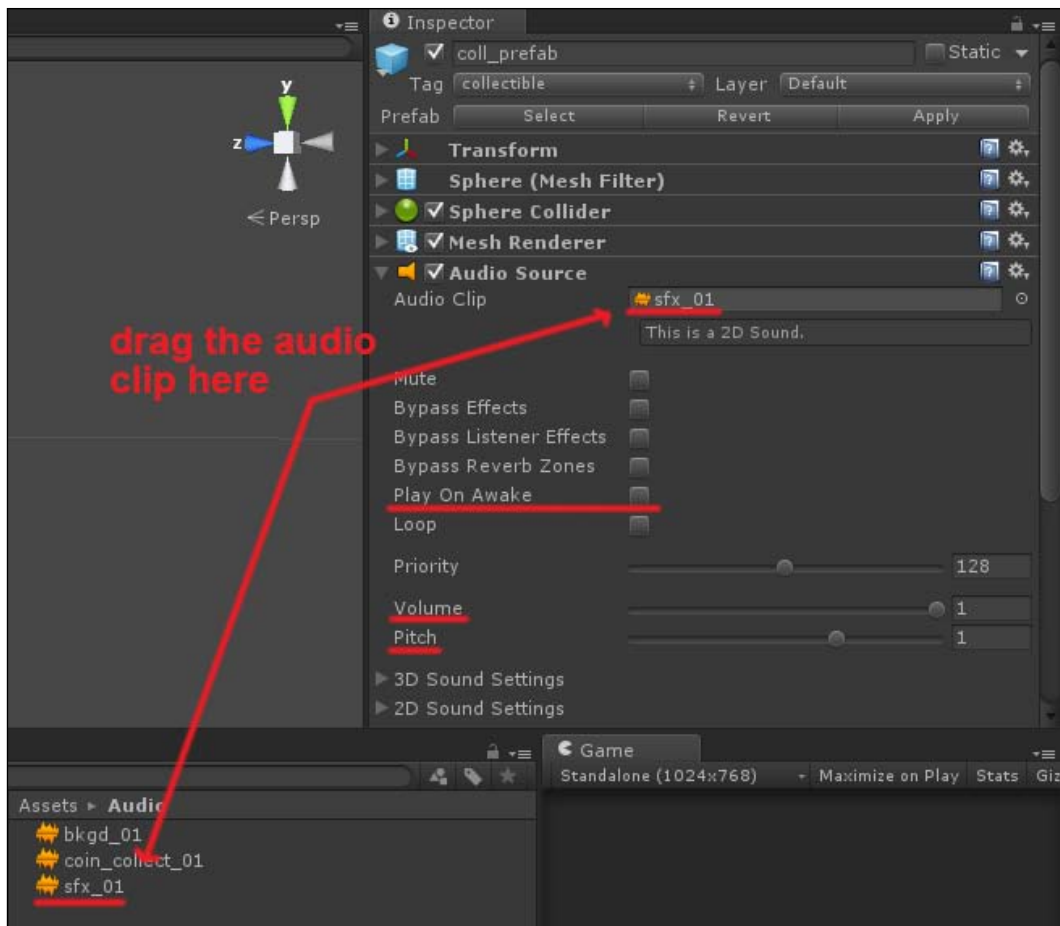 Inspector
coll_prefab
Static
Tag collectible Layer Default
Prefab Select Revert Apply
Transform
Sphere (Mesh Filter)
Sphere Collider
Mesh Renderer
Audio Source
Audio Clip sfx_01
This is a 2D Sound.
Mute
Bypass Effects
Bypass Listener Effects
Bypass Reverb Zones
Play On Awake
Loop
Priority 128
Volume 1
Pitch 1
3D Sound Settings
2D Sound Settings
y
z
Persp
drag the audio
clip here
Assets Audio
bkgd_01
coin_collect_01
sfx_01
Game
Standalone (1024x768) Maximize on Play Stats Giz